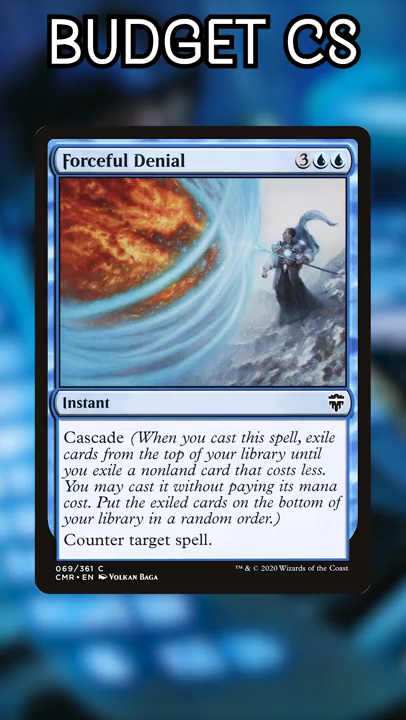 BUDGET CS
Forceful Denial 3
Instant
Cascade (When you cast this spell, exile
cards from the top of your library until
you exile a nonland card that costs less.
You may cast it without paying its mana
cost. Put the exiled cards on the bottom of
your library in a random order.)
Counter target spell.
069/361 C
CMR • EN Volkan Baga
™ & © 2020 Wizards of the Coast